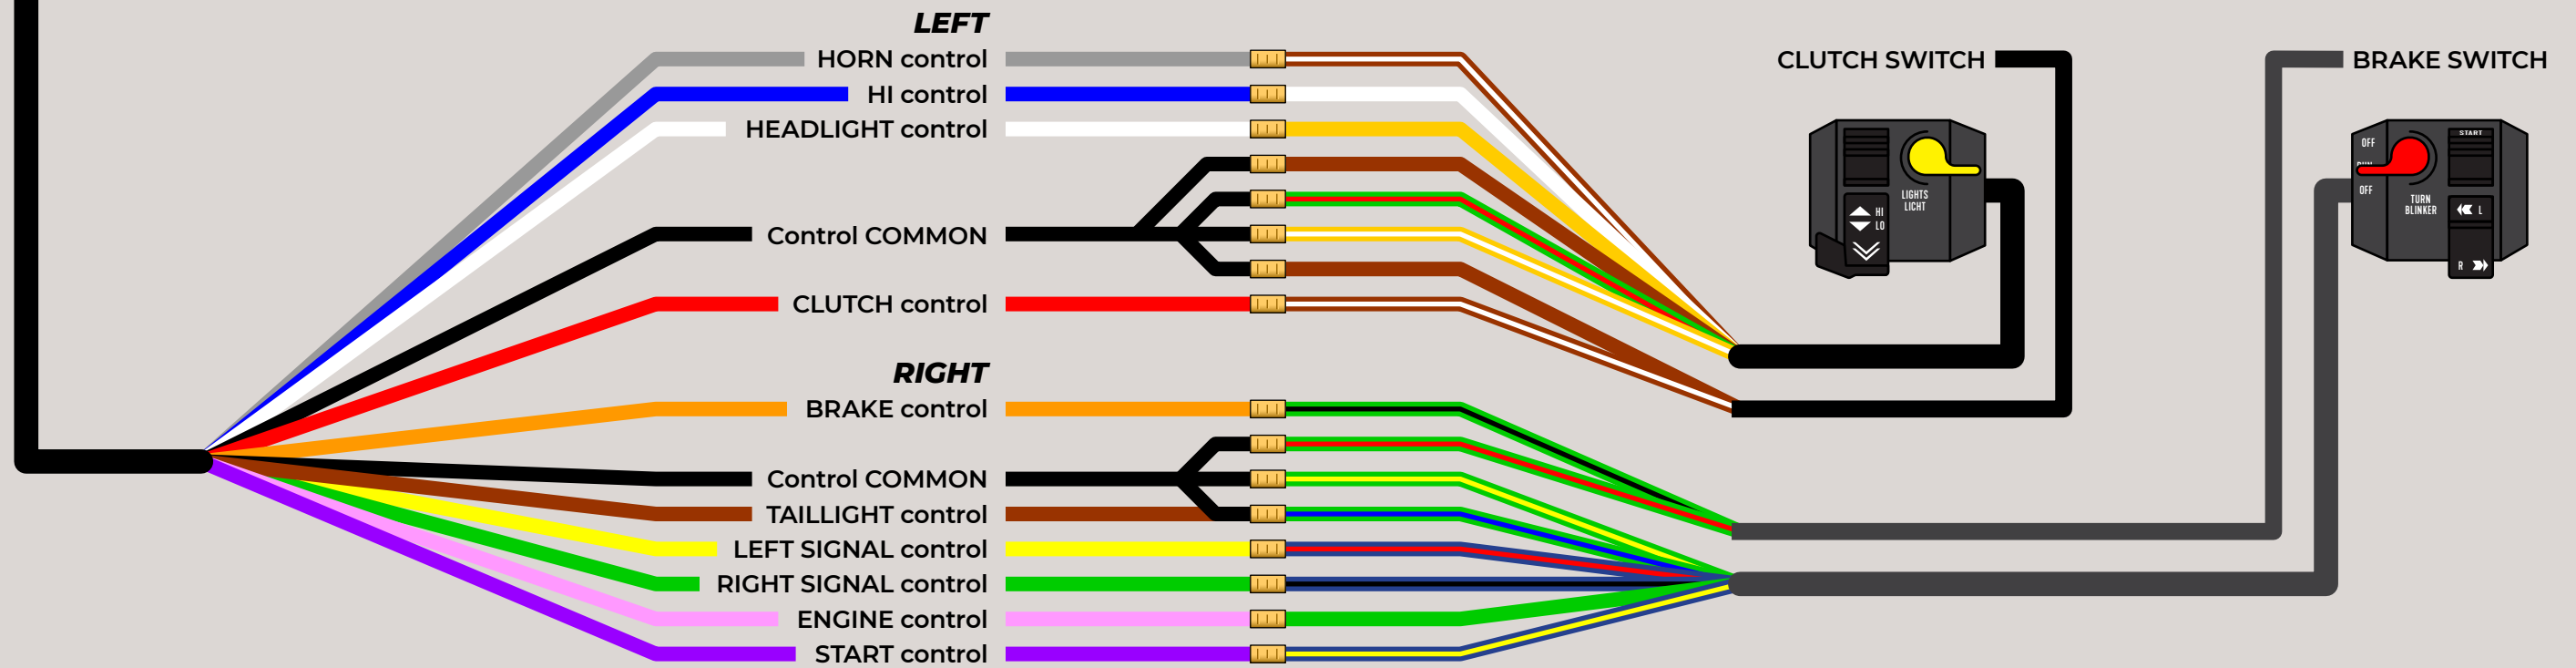 LEFT
HORN control
HI control
HEADLIGHT control
Control COMMON
CLUTCH control
RIGHT
BRAKE control
Control COMMON
TAILLIGHT control
LEFT SIGNAL control
RIGHT SIGNAL control
ENGINE control
START control
CLUTCH SWITCH
LIGHTS
LICHT
HI
LO
BRAKE SWITCH
OFF
OFF
START
TURN
BLINKER
L
R